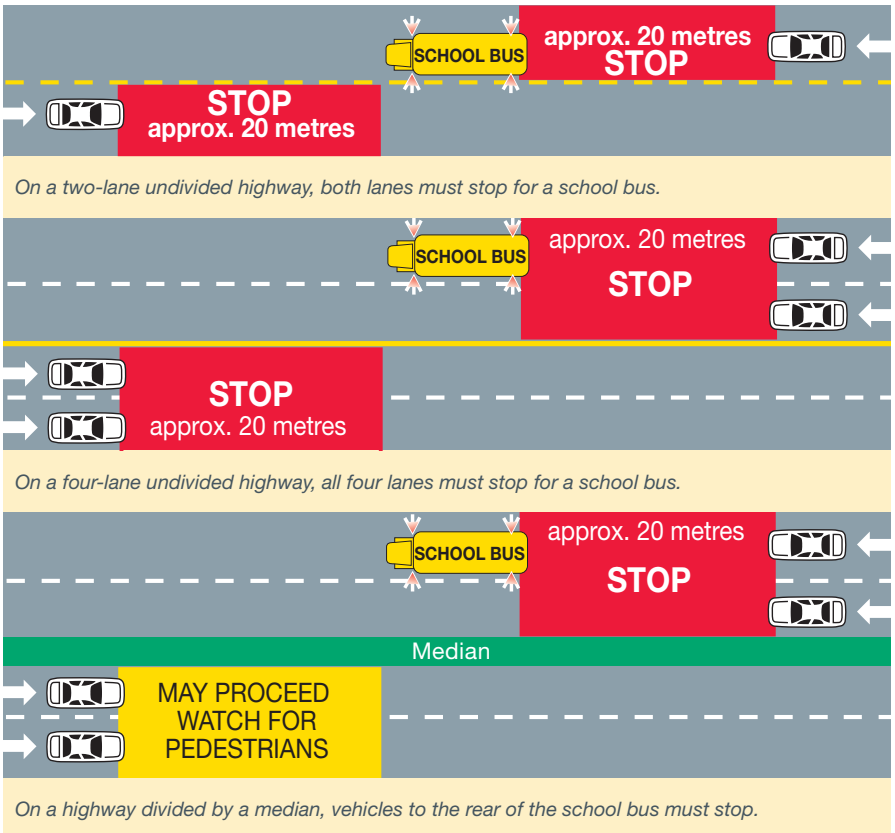 SCHOOL BUS
approx. 20 metres
STOP
STOP
approx. 20 metres
On a two-lane undivided highway, both lanes must stop for a school bus.
SCHOOL BUS
approx. 20 metres
STOP
STOP
approx. 20 metres
On a four-lane undivided highway, all four lanes must stop for a school bus.
SCHOOL BUS
approx. 20 metres
STOP
Median
MAY PROCEED
WATCH FOR
PEDESTRIANS
On a highway divided by a median, vehicles to the rear of the school bus must stop.